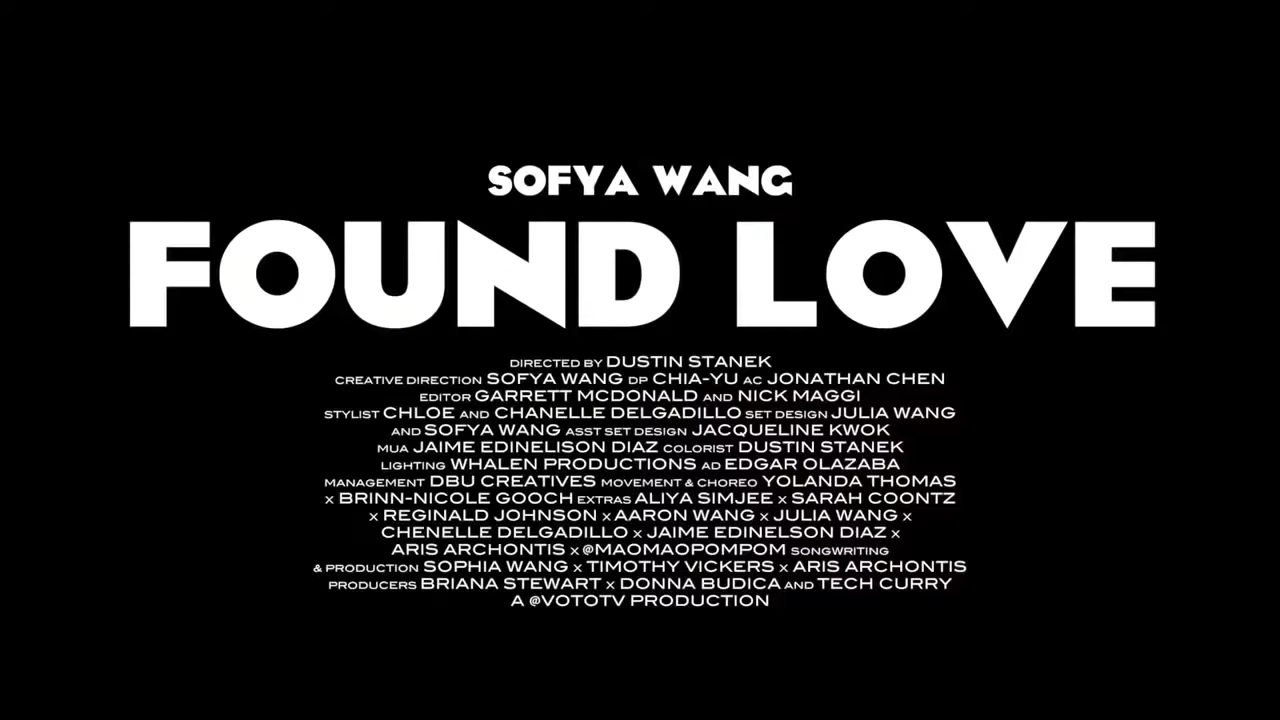 SOFYA WANG
FOUND LOVE
DIRECTED BY DUSTIN STANEK
CREATIVE DIRECTION SOFYA WANG DP CHIA-YU AC JONATHAN CHEN
EDITOR GARRETT MCDONALD AND NICK MAGGI
STYLIST CHLOE AND CHANELLE DELGADILLO SET DESIGN JULIA WANG
AND SOFYA WANG ASST SET DESIGN JACQUELINE KWOK
MUA JAIME EDINELISON DIAZ COLORIST DUSTIN STANEK
LIGHTING WHALEN PRODUCTIONS AD EDGAR OLAZABA
MANAGEMENT DBU CREATIVES MOVEMENT & CHOREO YOLANDA THOMAS
X BRINN-NICOLE GOOCH EXTRAS ALIYA SIMJEE X SARAH COONTZ
X REGINALD JOHNSON X AARON WANG X JULIA WANG X
CHENELLE DELGADILLO X JAIME EDINELSON DIAZ X
ARIS ARCHONTIS X @MAOMAOPOMPOM SONGWRITING
& PRODUCTION SOPHIA WANG X TIMOTHY VICKERS X ARIS ARCHONTIS
PRODUCERS BRIANA STEWART X DONNA BUDICA AND TECH CURRY
A @VOTOTV PRODUCTION